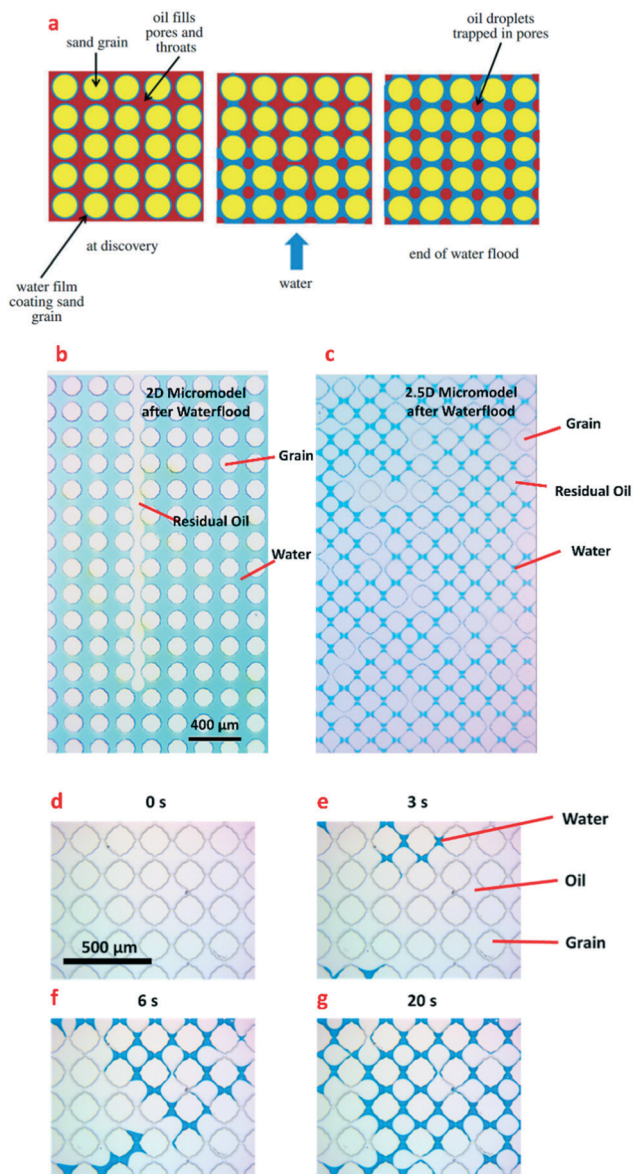 a
sand grain
oil fills
pores and
throats
oil droplets
trapped in pores
at discovery
water film
coating sand
grain
water
end of water flood
b
2D Micromodel
after Waterflood
Grain
Residual Oil
Water
400 µm
c
2.5D Micromodel
after Waterflood
Grain
Residual Oil
Water
d
0 s
500 µm
e
3 s
Water
Oil
Grain
f
6 s
g
20 s